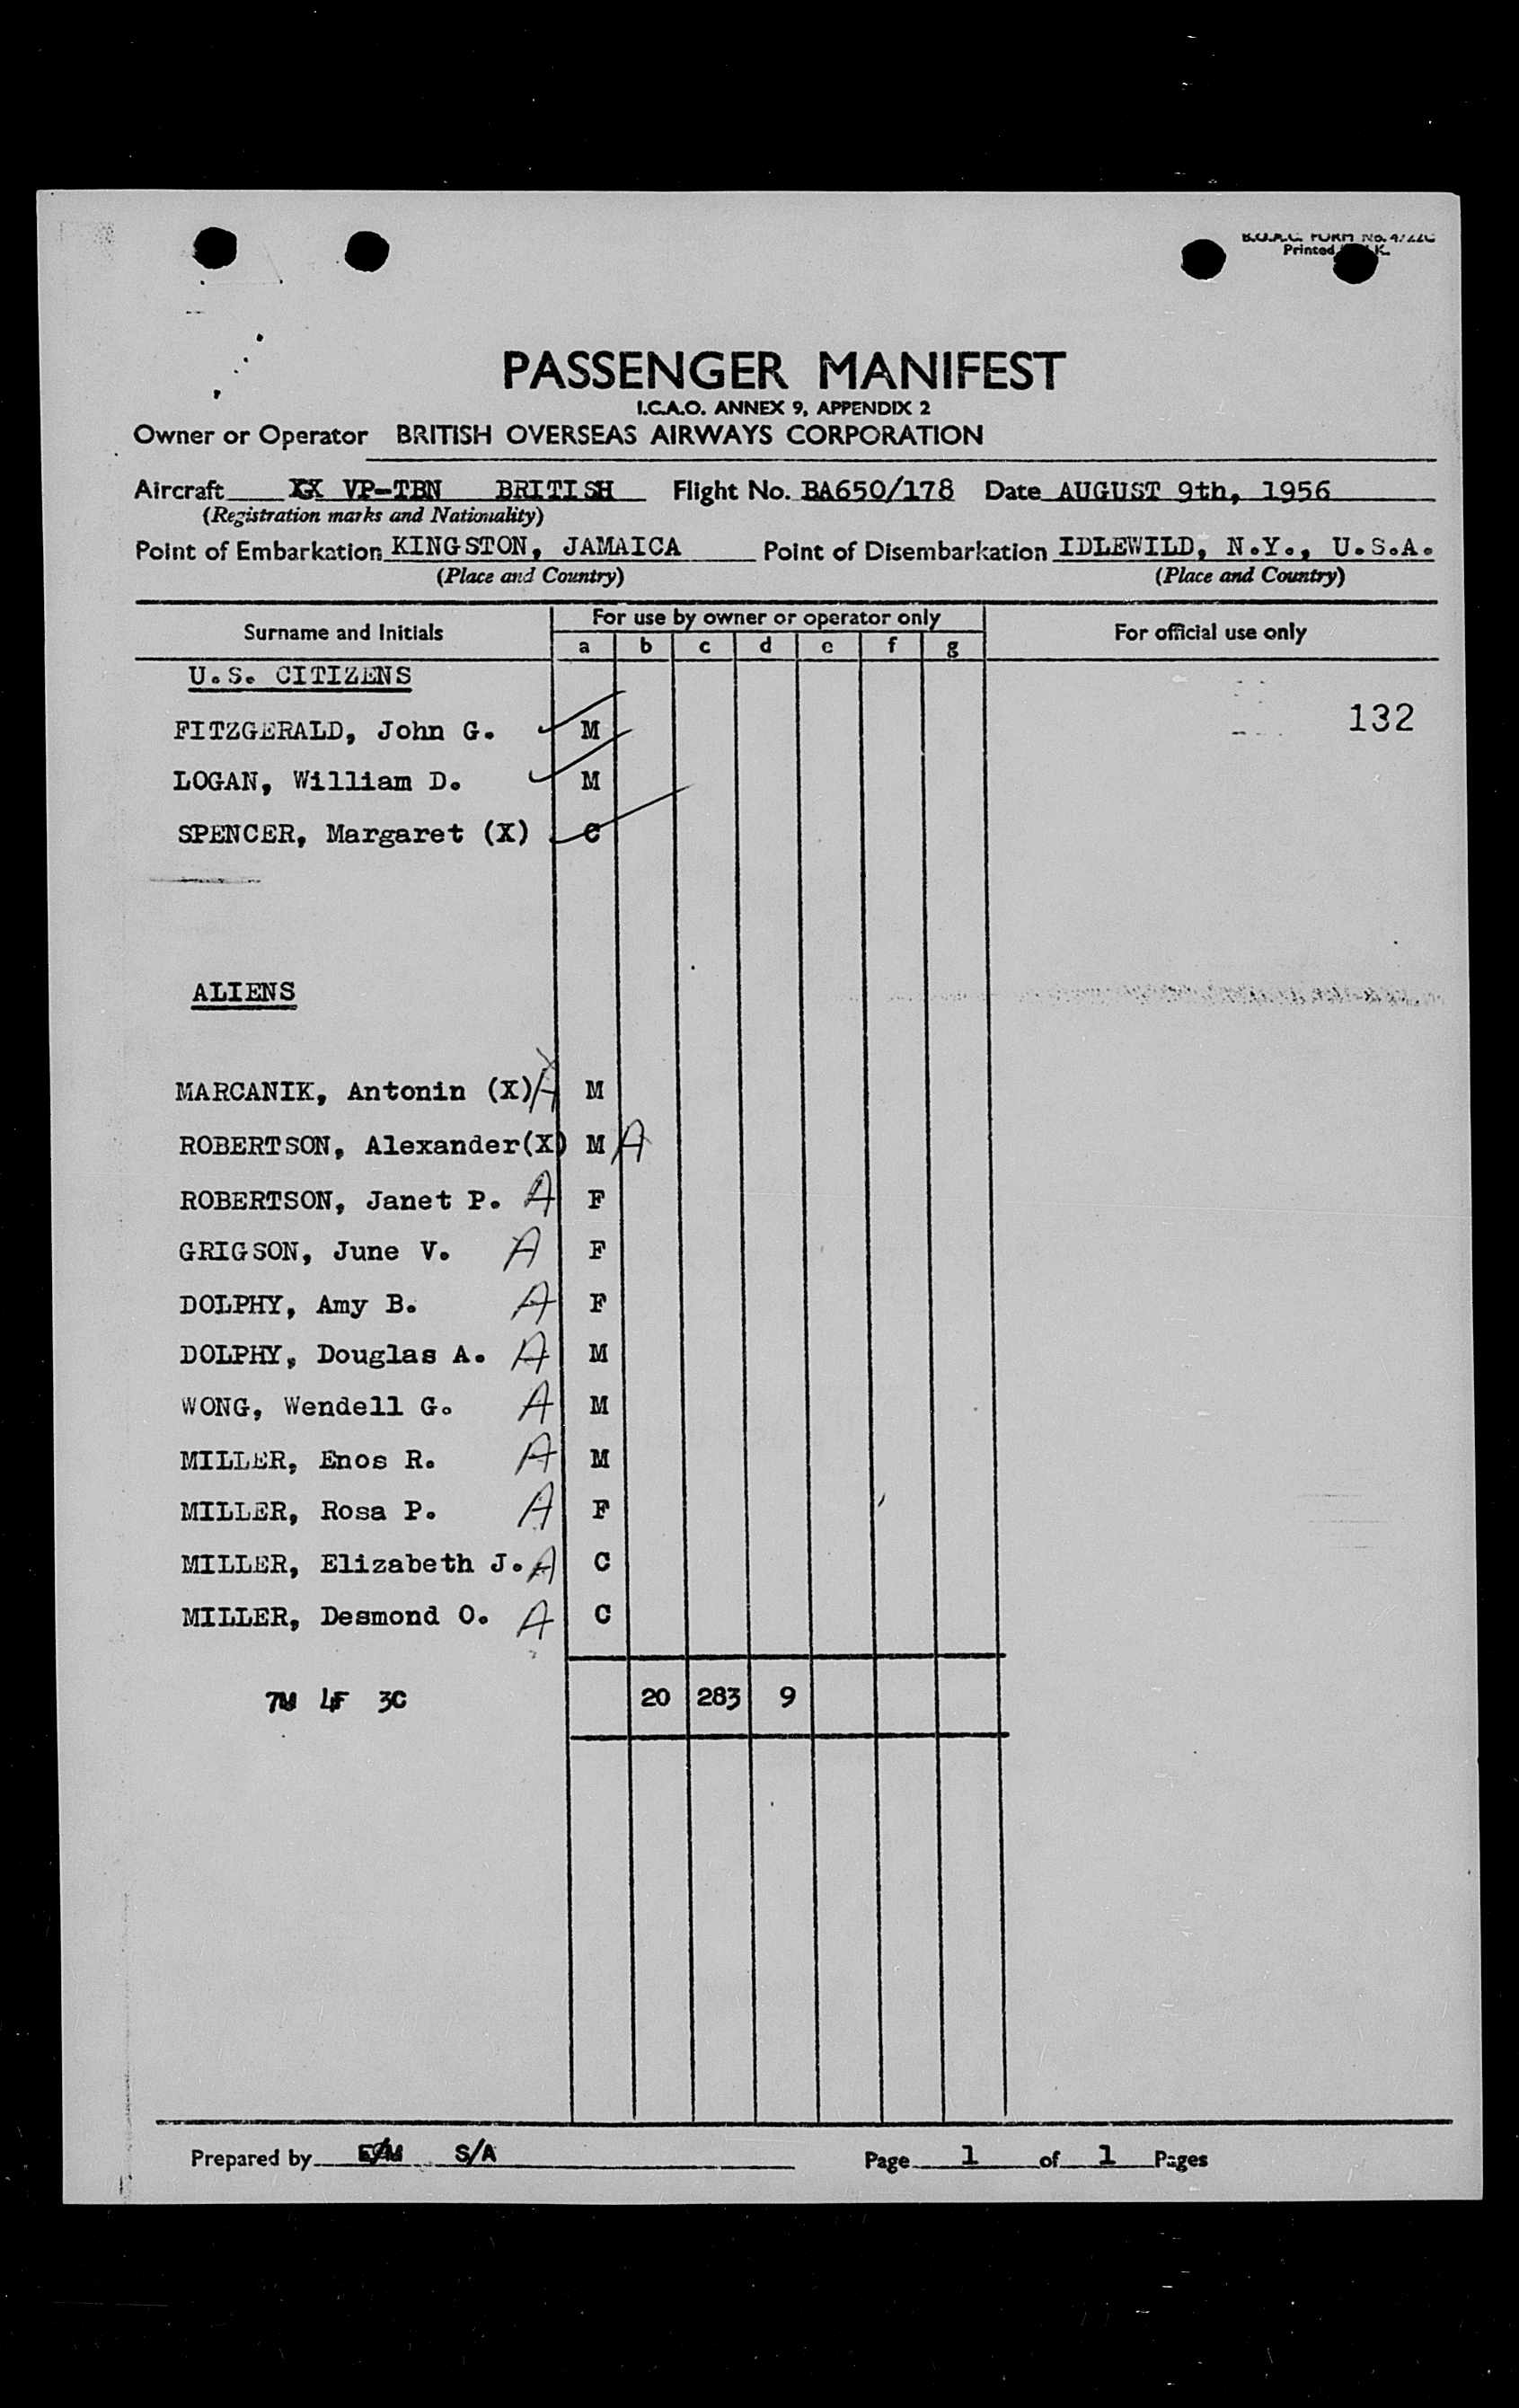 B.O.A.C. FORM No. 4722C
Printed K.
PASSENGER MANIFEST
I.C.A.O. ANNEX 9, APPENDIX 2
Owner or Operator BRITISH OVERSEAS AIRWAYS CORPORATION
Aircraft VP-TBN BRITISH Flight No. BA650/178 Date AUGUST 9th, 1956
(Registration marks and Nationality)
Point of Embarkation KINGSTON, JAMAICA Point of Disembarkation IDLEWILD, N.Y., U.S.A.
(Place and Country) (Place and Country)
Surname and Initials For use by owner or operator only For official use only
a b c d e f g
U.S. CITIZENS
132
FITZGERALD, John G. M
LOGAN, William D. M
SPENCER, Margaret (X) C
ALIENS
MARCANIK, Antonin (X) A M
ROBERTSON, Alexander(X) M A
ROBERTSON, Janet P. A F
GRIGSON, June V. A F
DOLPHY, Amy B. A F
DOLPHY, Douglas A. A M
WONG, Wendell G. A M
MILLER, Enos R. A M
MILLER, Rosa P. A F
MILLER, Elizabeth J. A C
MILLER, Desmond O. A C
7M 4F 3C 20 283 9
Prepared by S/A Page 1 of 1 Pages